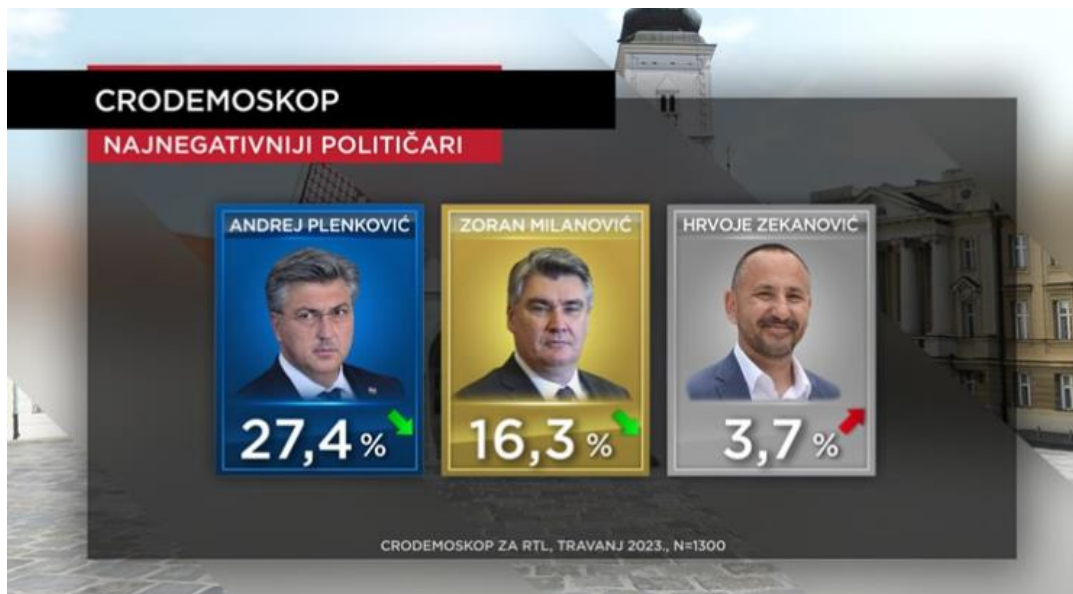 CRODEMOSKOP
NAJNEGATIVNIJI POLITIČARI
ANDREJ PLENKOVIĆ
27,4 %
ZORAN MILANOVIĆ
16,3 %
HRVOJE ZEKANOVIĆ
3,7 %
CRODEMOSKOP ZA RTL, TRAVANJ 2023., N=1300